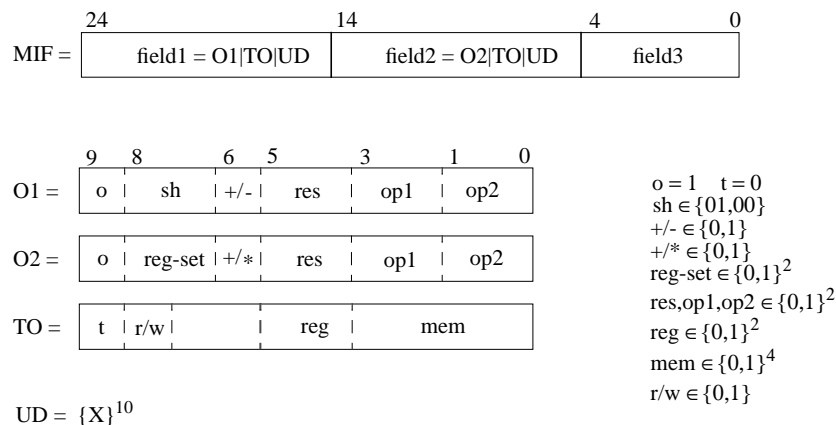 24 14 4 0
MIF = field1 = O1|TO|UD field2 = O2|TO|UD field3
9 8 6 5 3 1 0
O1 = o sh +/- res op1 op2
O2 = o reg-set +/* res op1 op2
TO = t r/w reg mem
UD = {X}^10
o = 1 t = 0
sh ∈ {01,00}
+/- ∈ {0,1}
+/* ∈ {0,1}
reg-set ∈ {0,1}^2
res,op1,op2 ∈ {0,1}^2
reg ∈ {0,1}^2
mem ∈ {0,1}^4
r/w ∈ {0,1}